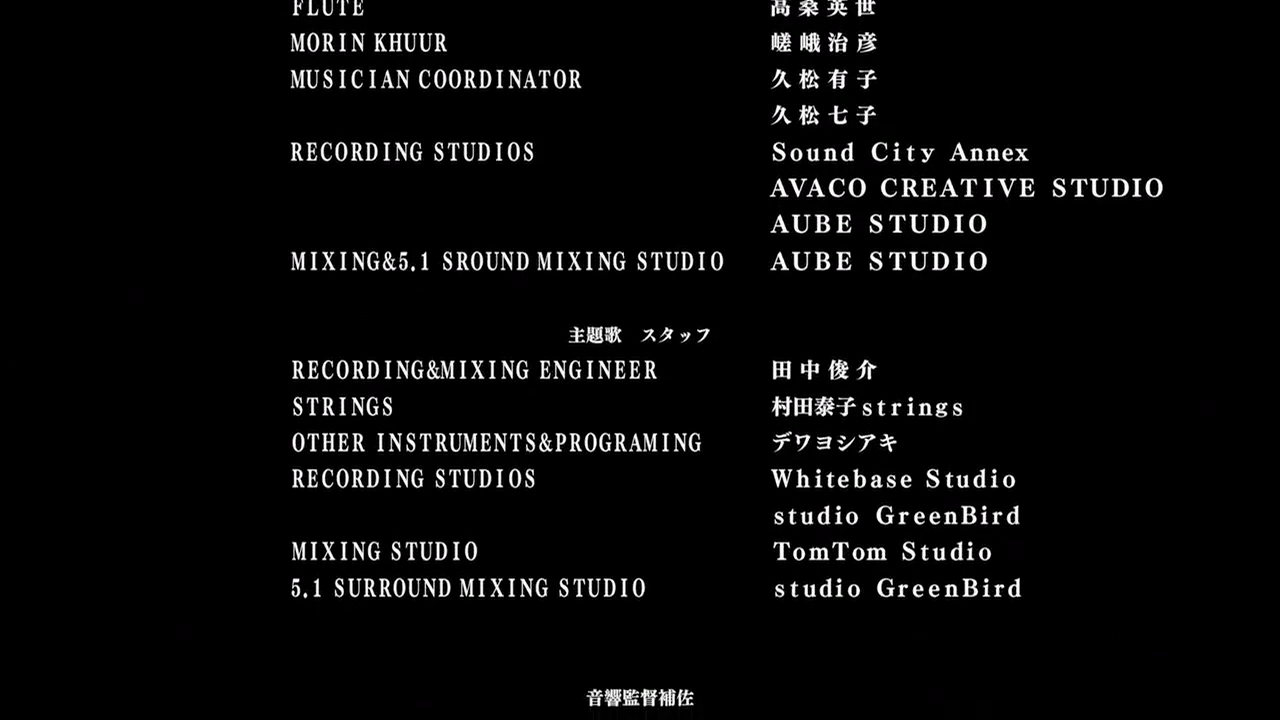 FLUTE 高桑英世
MORIN KHUUR 嵯峨治彦
MUSICIAN COORDINATOR 久松有子
久松七子
RECORDING STUDIOS Sound City Annex
AVACO CREATIVE STUDIO
AUBE STUDIO
MIXING&5.1 SROUND MIXING STUDIO AUBE STUDIO
主題歌　スタッフ
RECORDING&MIXING ENGINEER 田中俊介
STRINGS 村田泰子strings
OTHER INSTRUMENTS&PROGRAMING デワヨシアキ
RECORDING STUDIOS Whitebase Studio
studio GreenBird
MIXING STUDIO TomTom Studio
5.1 SURROUND MIXING STUDIO studio GreenBird
音響監督補佐